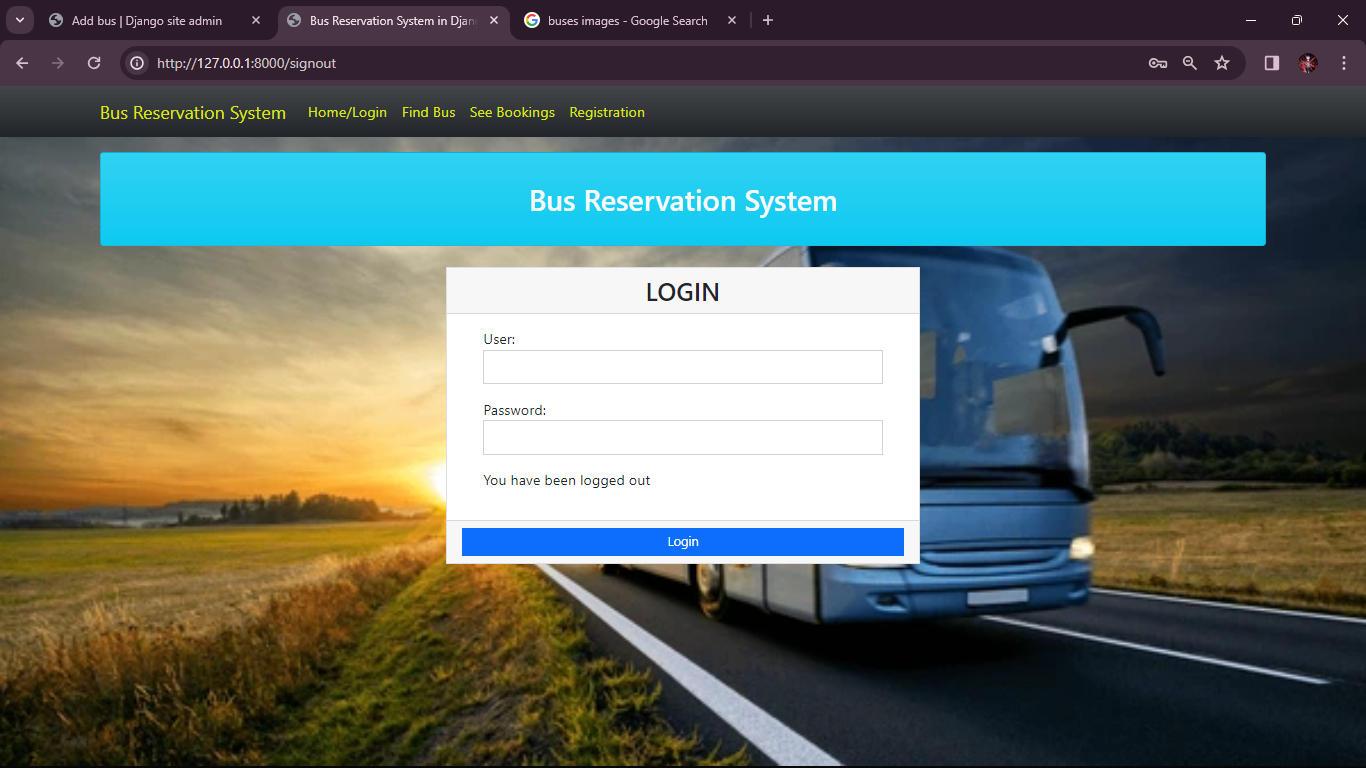 Add bus | Django site admin
Bus Reservation System in Djan
buses images - Google Search
http://127.0.0.1:8000/signout
Bus Reservation System Home/Login Find Bus See Bookings Registration
Bus Reservation System
LOGIN
User:
Password:
You have been logged out
Login